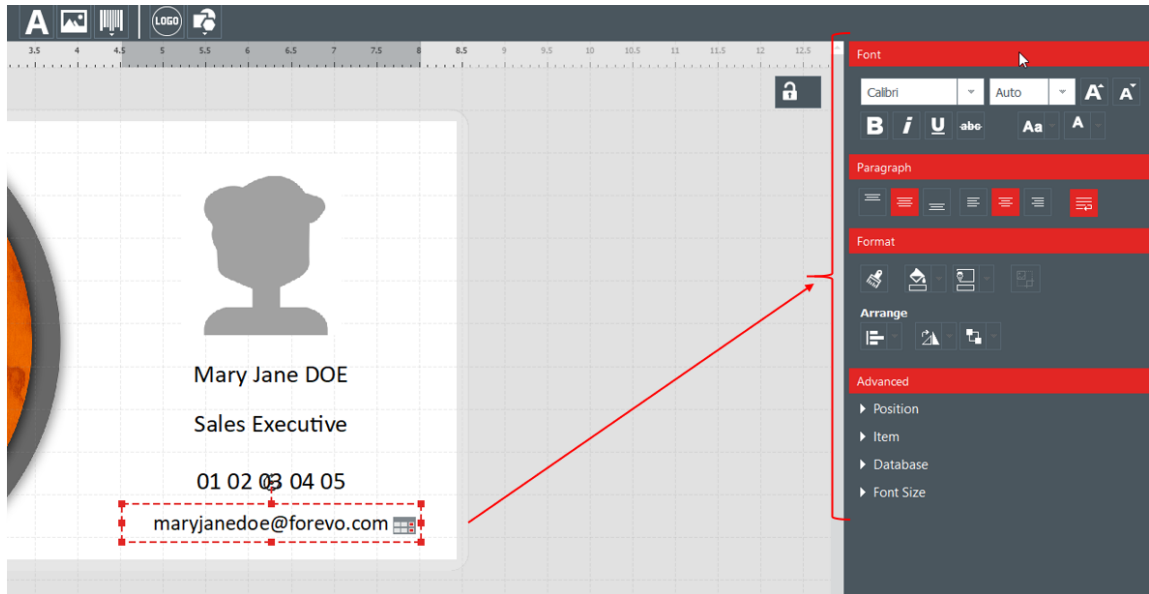 A LOGO
3.5 4 4.5 5 5.5 6 6.5 7 7.5 8 8.5 9 9.5 10 10.5 11 11.5 12 12.5
Font
Calibri Auto A A
B i U abc Aa A
Paragraph
Format
Arrange
Advanced
Position
Item
Database
Font Size
Mary Jane DOE
Sales Executive
01 02 03 04 05
maryjanedoe@forevo.com